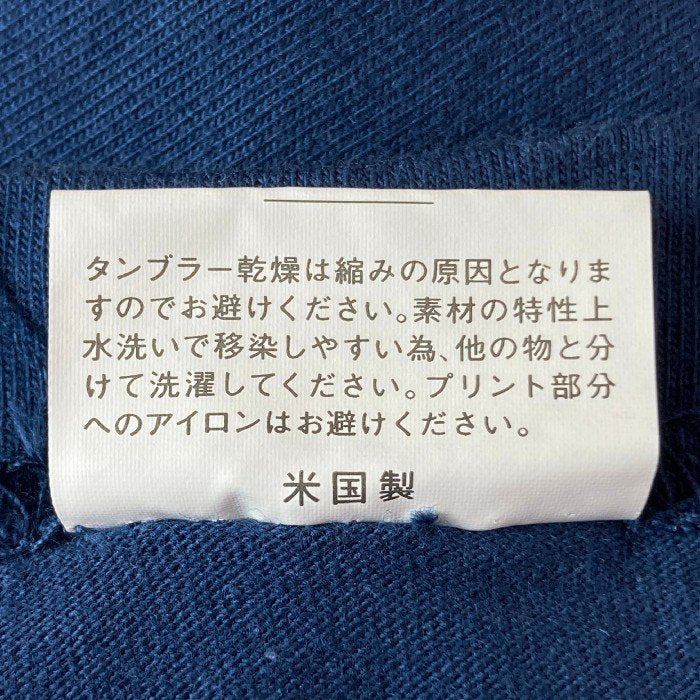 タンブラー乾燥は縮みの原因となりま
すのでお避けください。素材の特性上
水洗いで移染しやすい為、他の物と分
けて洗濯してください。プリント部分
へのアイロンはお避けください。
米国製